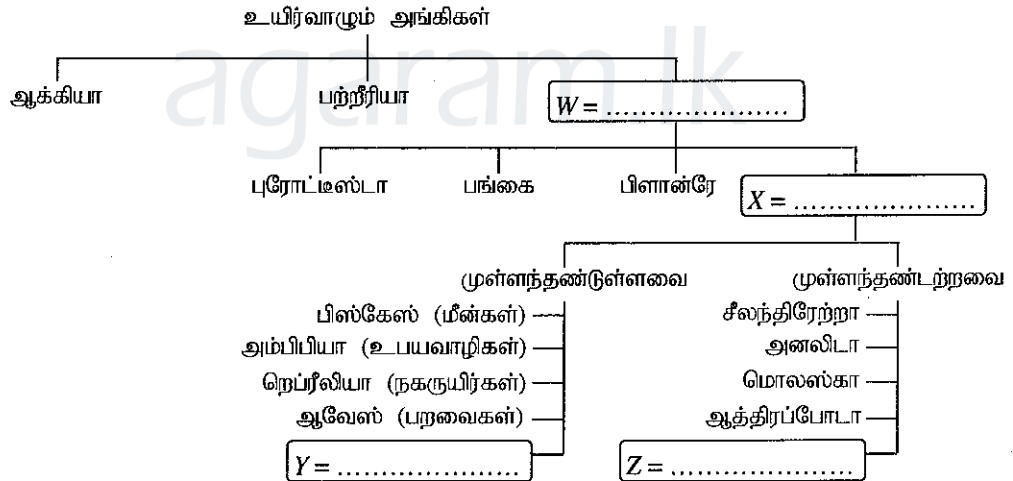 உயிர்வாழும் அங்கிகள்
agaram.lk
ஆக்கியா பற்றீரியா W = ......................
புரோட்டீஸ்டா பங்கை பிளான்ரே X = ......................
முள்ளந்தண்டுள்ளவை முள்ளந்தண்டற்றவை
பிஸ்கேஸ் (மீன்கள்) சீலந்திரேற்றா
அம்பிபியா (உபயவாழிகள்) அனலிடா
றெப்ரீலியா (நகருயிர்கள்) மொலஸ்கா
ஆவேஸ் (பறவைகள்) ஆத்திரப்போடா
Y = ...................... Z = ......................